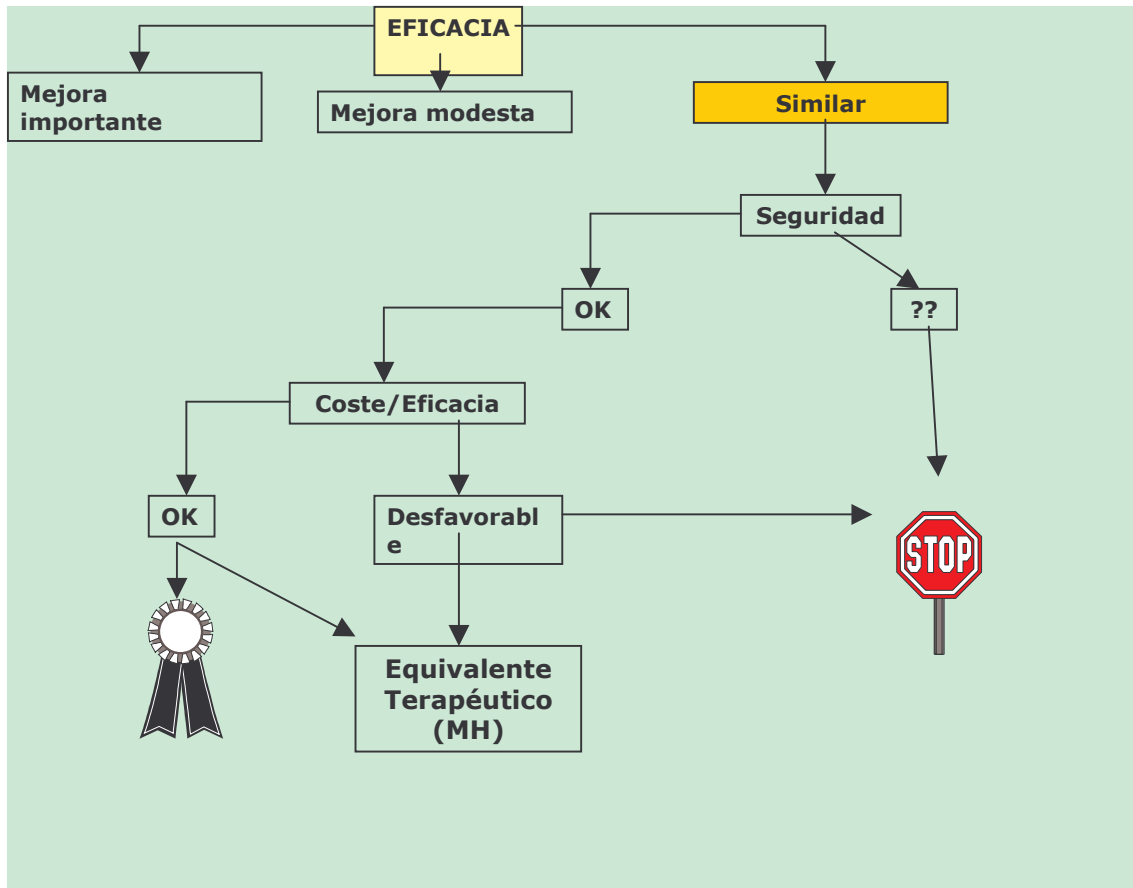 EFICACIA
Mejora
importante
Mejora modesta
Similar
Seguridad
OK
??
Coste/Eficacia
OK
Desfavorabl
e
STOP
Equivalente
Terapéutico
(MH)